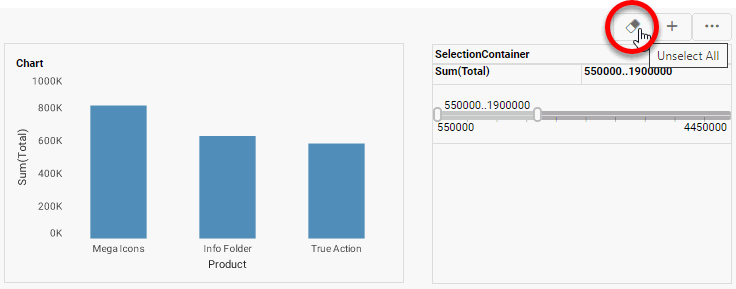 Unselect All
Chart
1000K
800K
600K
400K
200K
0K
Sum(Total)
Mega Icons Info Folder True Action
Product
SelectionContainer
Sum(Total) 550000..1900000
550000..1900000
550000 4450000